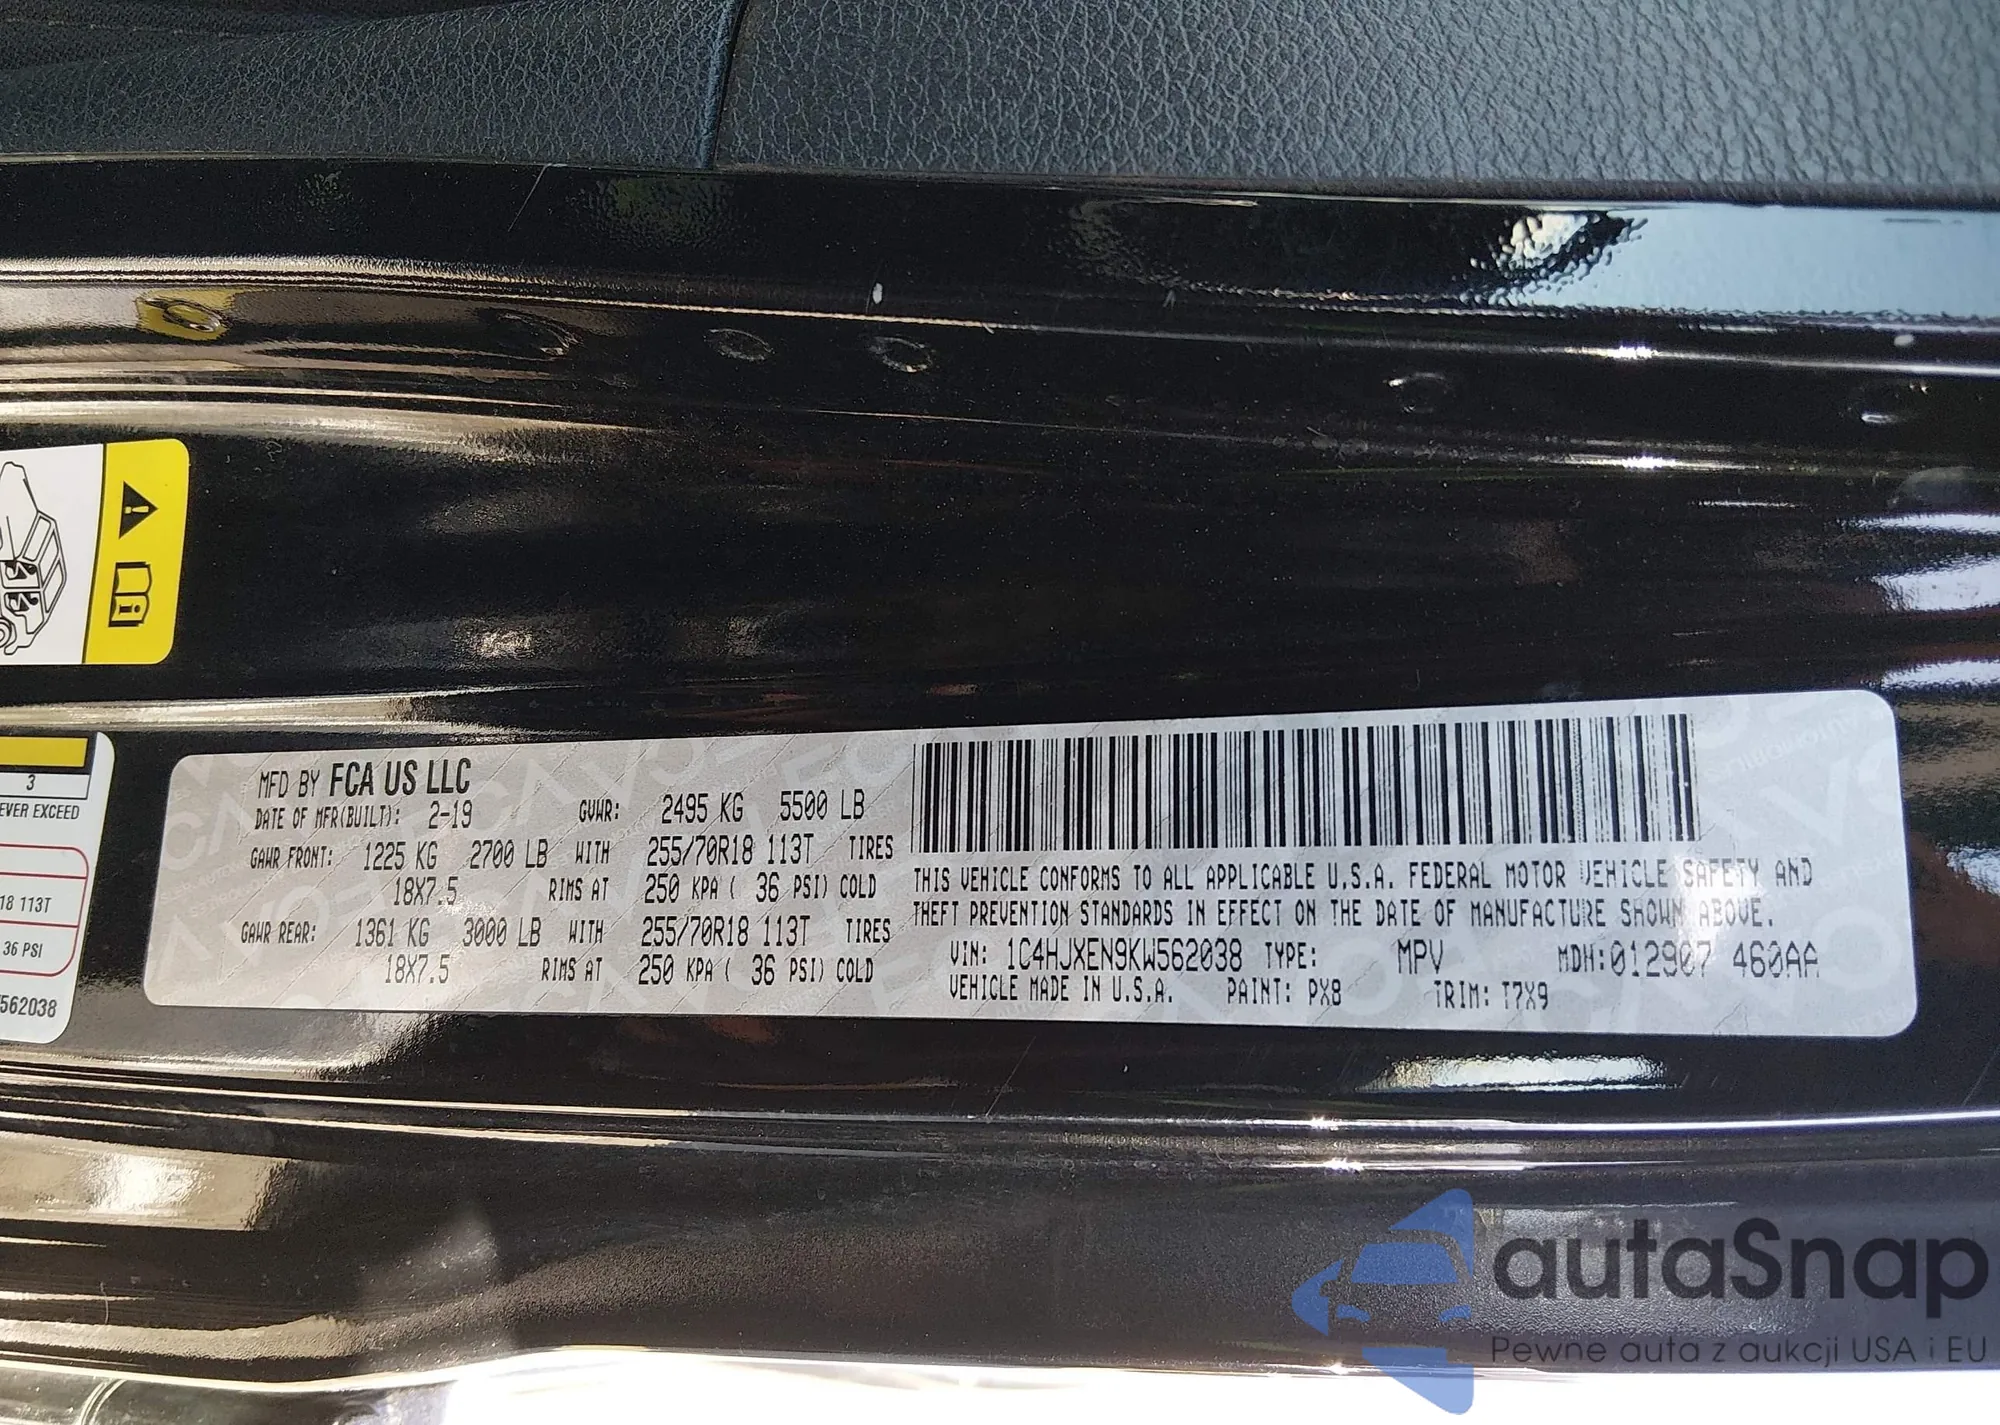 MFD BY FCA US LLC
DATE OF MFR(BUILT): 2-19 GVWR: 2495 KG 5500 LB
GAWR FRONT: 1225 KG 2700 LB WITH 255/70R18 113T TIRES
18X7.5 RIMS AT 250 KPA ( 36 PSI) COLD
GAWR REAR: 1361 KG 3000 LB WITH 255/70R18 113T TIRES
18X7.5 RIMS AT 250 KPA ( 36 PSI) COLD
THIS VEHICLE CONFORMS TO ALL APPLICABLE U.S.A. FEDERAL MOTOR VEHICLE SAFETY AND
THEFT PREVENTION STANDARDS IN EFFECT ON THE DATE OF MANUFACTURE SHOWN ABOVE.
VIN: 1C4HJXEN9KW562038 TYPE: MPV MDH:012907 460AA
VEHICLE MADE IN U.S.A. PAINT: PX8 TRIM: T7X9
3
EVER EXCEED
18 113T
36 PSI
562038
autaSnap
Pewne auta z aukcji USA i EU